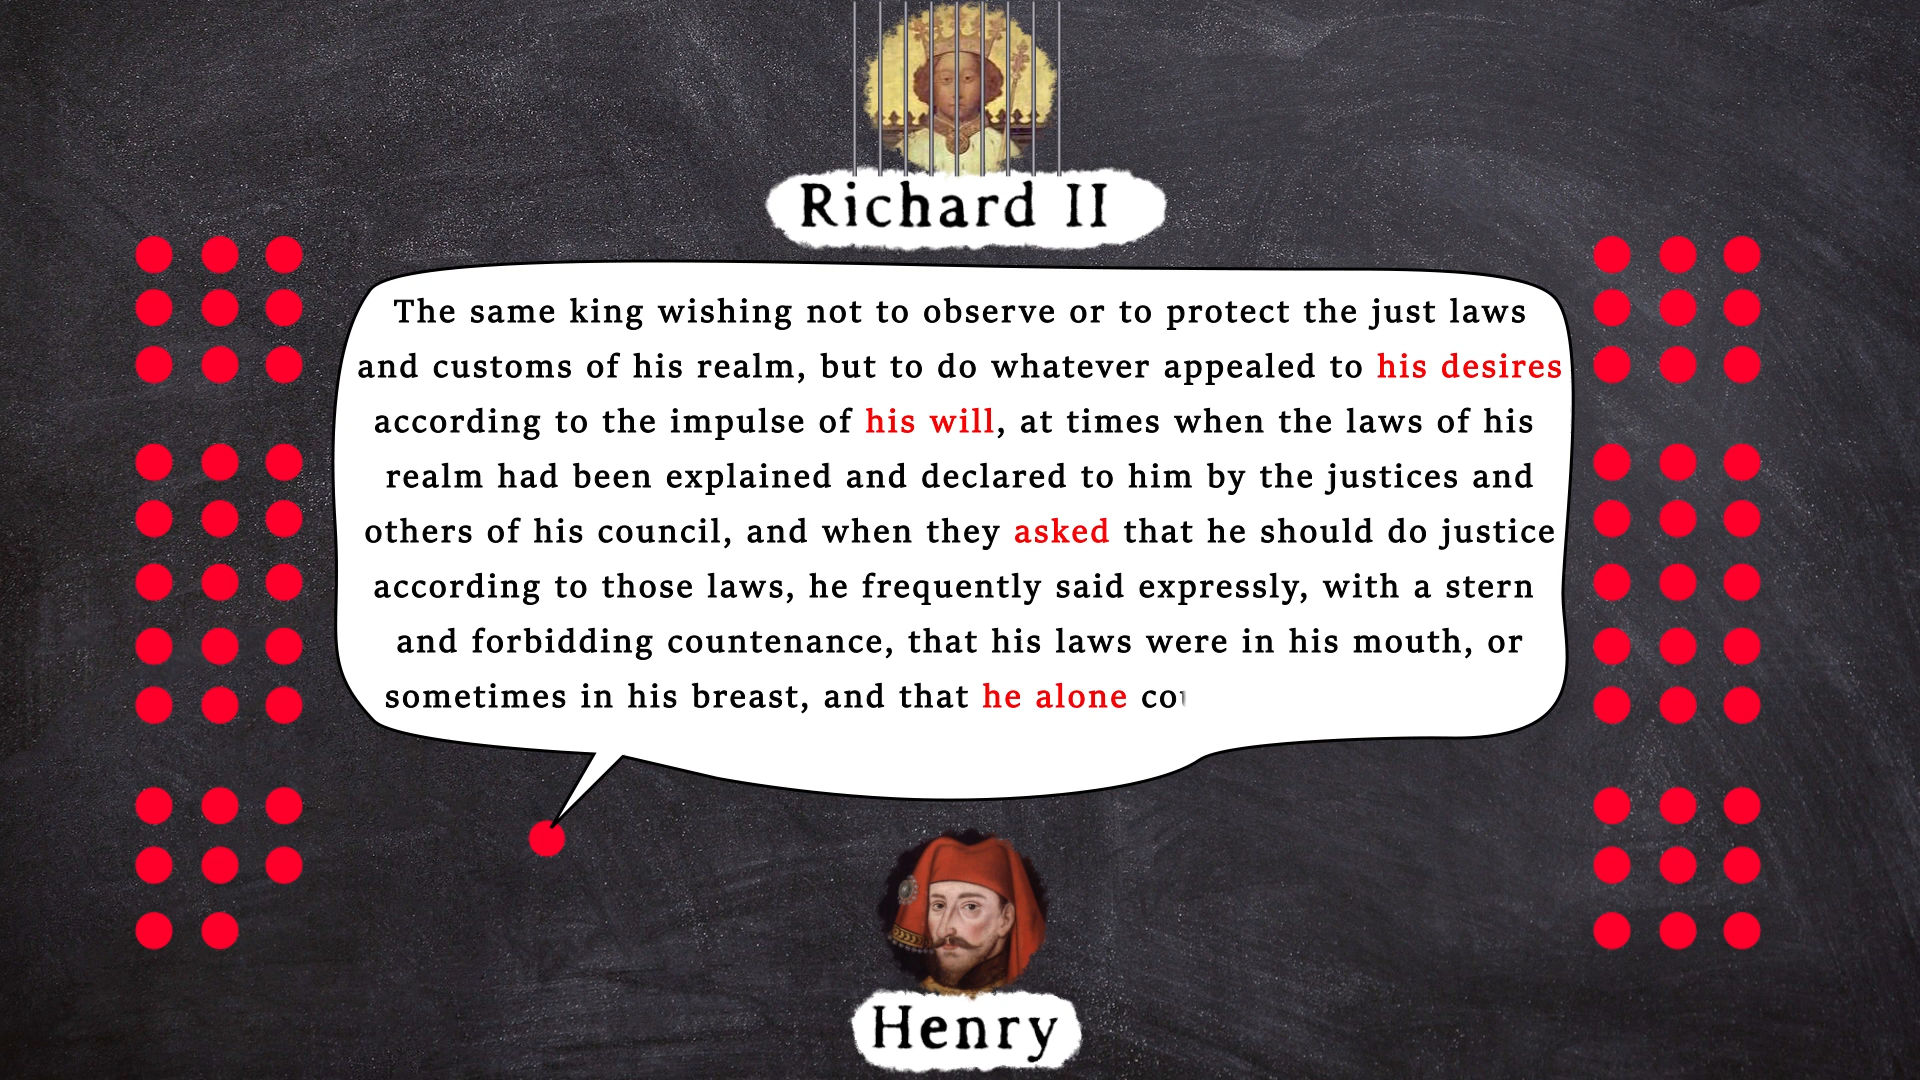 Richard II
The same king wishing not to observe or to protect the just laws
and customs of his realm, but to do whatever appealed to his desires
according to the impulse of his will, at times when the laws of his
realm had been explained and declared to him by the justices and
others of his council, and when they asked that he should do justice
according to those laws, he frequently said expressly, with a stern
and forbidding countenance, that his laws were in his mouth, or
sometimes in his breast, and that he alone
Henry